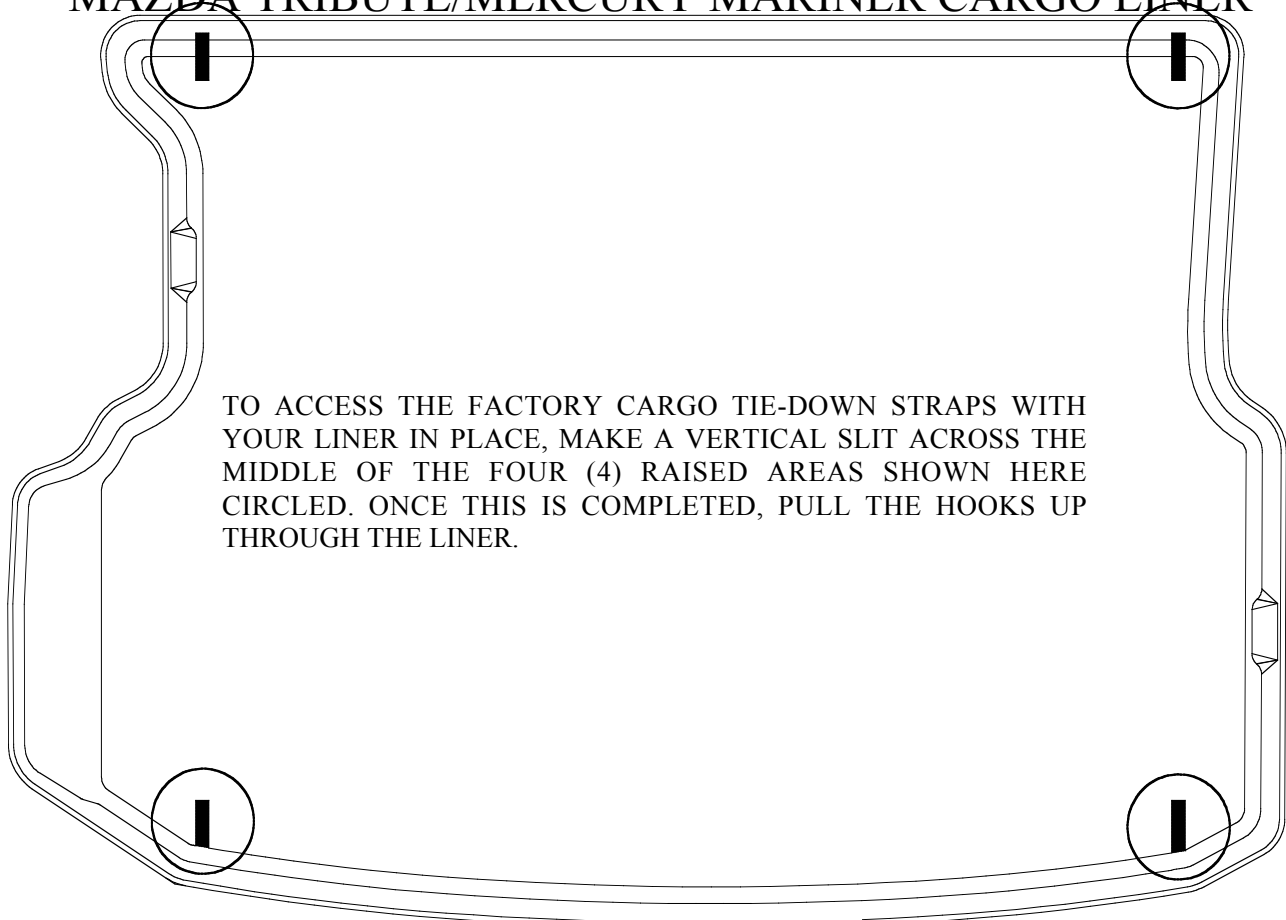 MAZDA TRIBUTE/MERCURY MARINER CARGO LINER
TO ACCESS THE FACTORY CARGO TIE-DOWN STRAPS WITH
YOUR LINER IN PLACE, MAKE A VERTICAL SLIT ACROSS THE
MIDDLE OF THE FOUR (4) RAISED AREAS SHOWN HERE
CIRCLED. ONCE THIS IS COMPLETED, PULL THE HOOKS UP
THROUGH THE LINER.